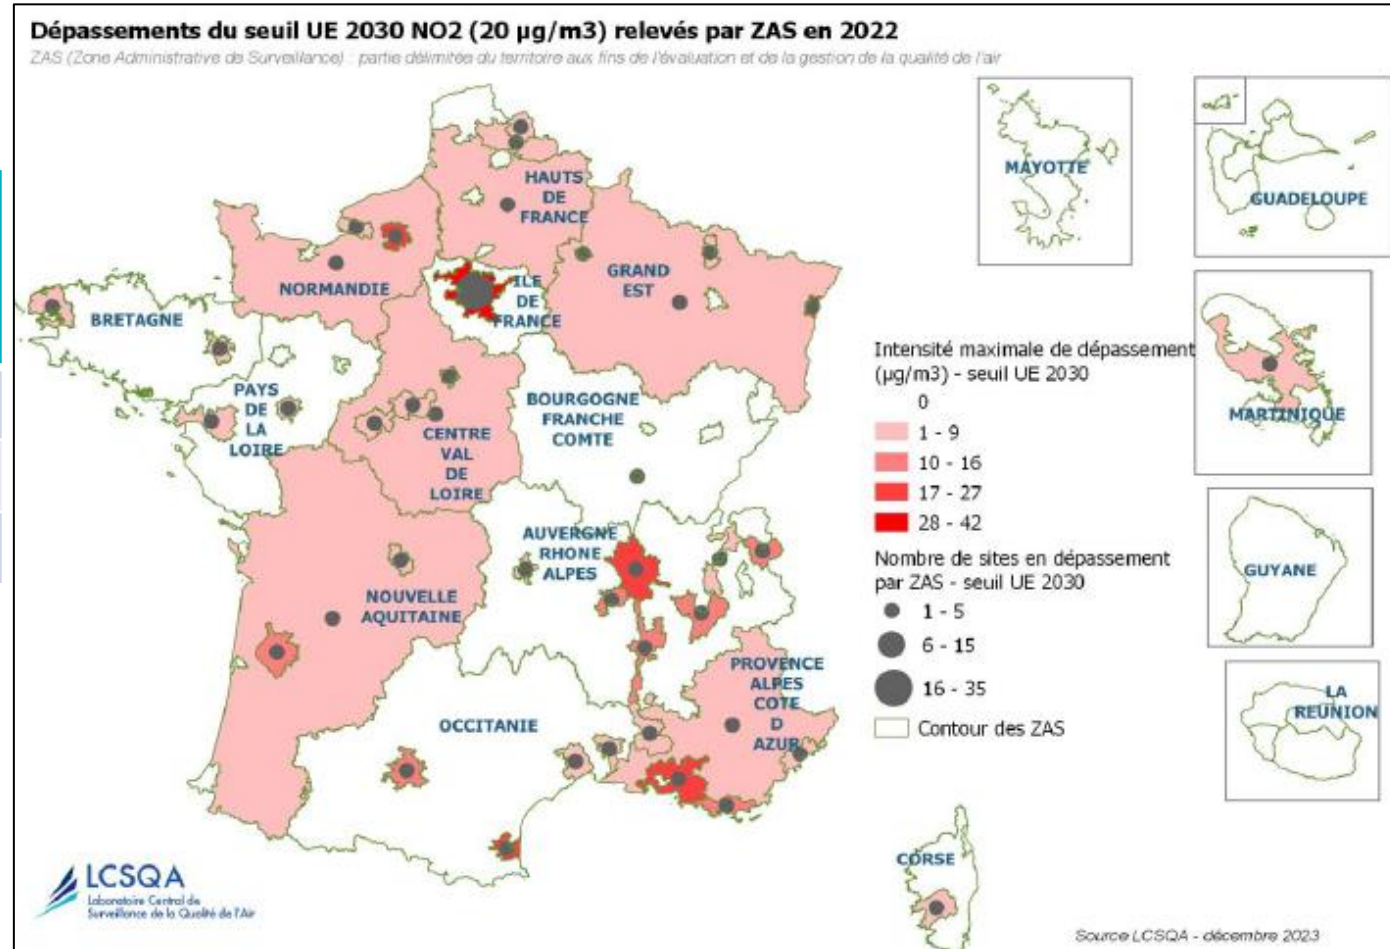 Dépassements du seuil UE 2030 NO2 (20 µg/m3) relevés par ZAS en 2022
ZAS (Zone Administrative de Surveillance) : partie délimitée du territoire aux fins de l'évaluation et de la gestion de la qualité de l'air
MAYOTTE
GUADELOUPE
HAUTS
DE
FRANCE
NORMANDIE
ILE
DE
FRANCE
GRAND
EST
BRETAGNE
PAYS
DE
LA
LOIRE
CENTRE
VAL
DE
LOIRE
BOURGOGNE
FRANCHE
COMTE
MARTINIQUE
AUVERGNE
RHONE
ALPES
NOUVELLE
AQUITAINE
GUYANE
PROVENCE
ALPES
COTE
D
AZUR
OCCITANIE
LA
REUNION
CORSE
Intensité maximale de dépassement
(µg/m3) - seuil UE 2030
0
1 - 9
10 - 16
17 - 27
28 - 42
Nombre de sites en dépassement
par ZAS - seuil UE 2030
1 - 5
6 - 15
16 - 35
Contour des ZAS
LCSQA
Laboratoire Central de
Surveillance de la Qualité de l'Air
Source LCSQA - décembre 2023